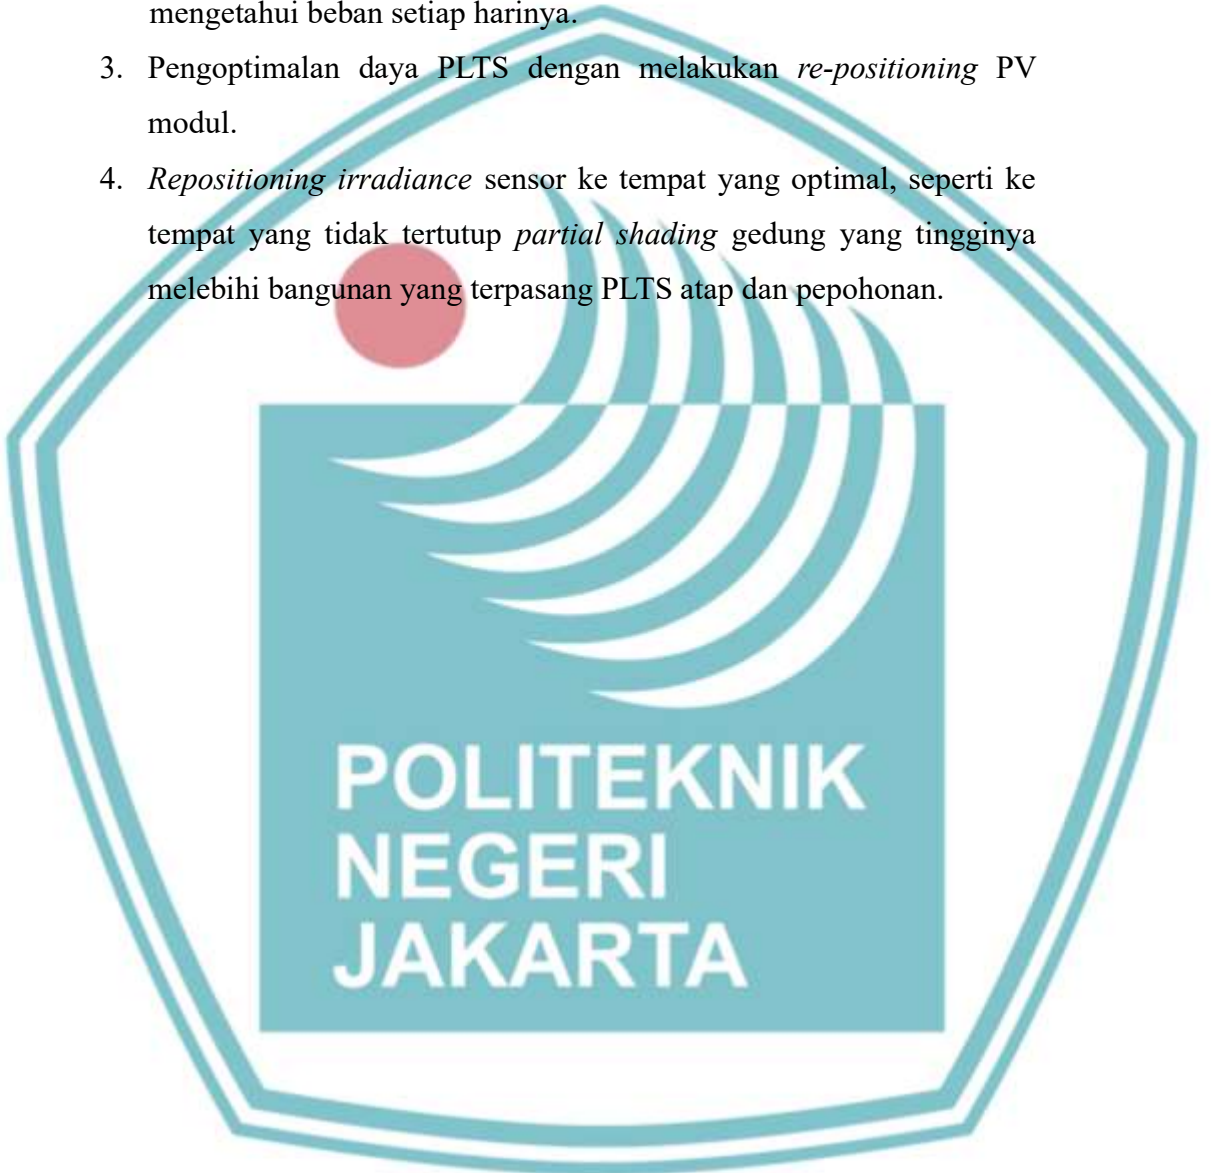 mengetahui beban setiap harinya.
3. Pengoptimalan daya PLTS dengan melakukan re-positioning PV
modul.
4. Repositioning irradiance sensor ke tempat yang optimal, seperti ke
tempat yang tidak tertutup partial shading gedung yang tingginya
melebihi bangunan yang terpasang PLTS atap dan pepohonan.
POLITEKNIK
NEGERI
JAKARTA